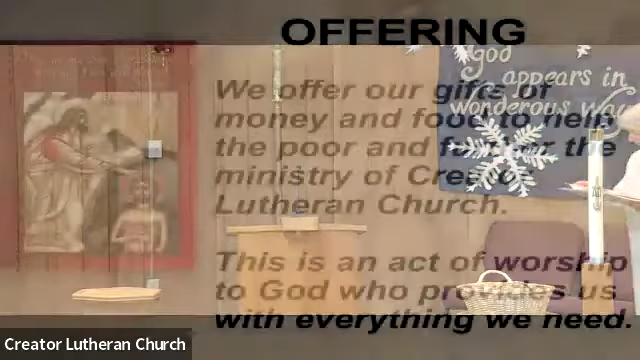 OFFERING
We offer our gifts of
money and food to help
the poor and further the
ministry of Creator
Lutheran Church.
This is an act of worship
to God who provides us
with everything we need.
god
appears in
wonderous
Creator Lutheran Church